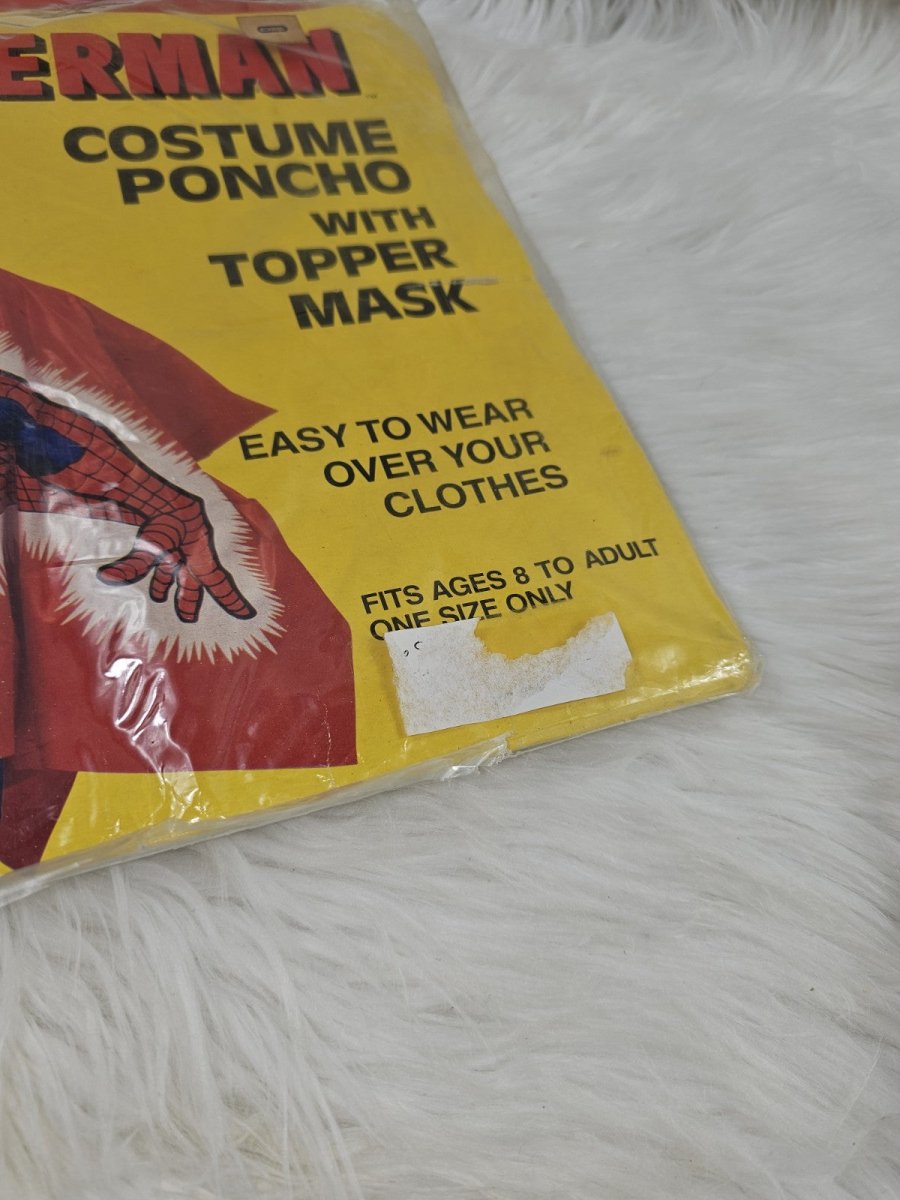 ERMAN
COSTUME
PONCHO
WITH
TOPPER
MASK
EASY TO WEAR
OVER YOUR
CLOTHES
FITS AGES 8 TO ADULT
ONE SIZE ONLY